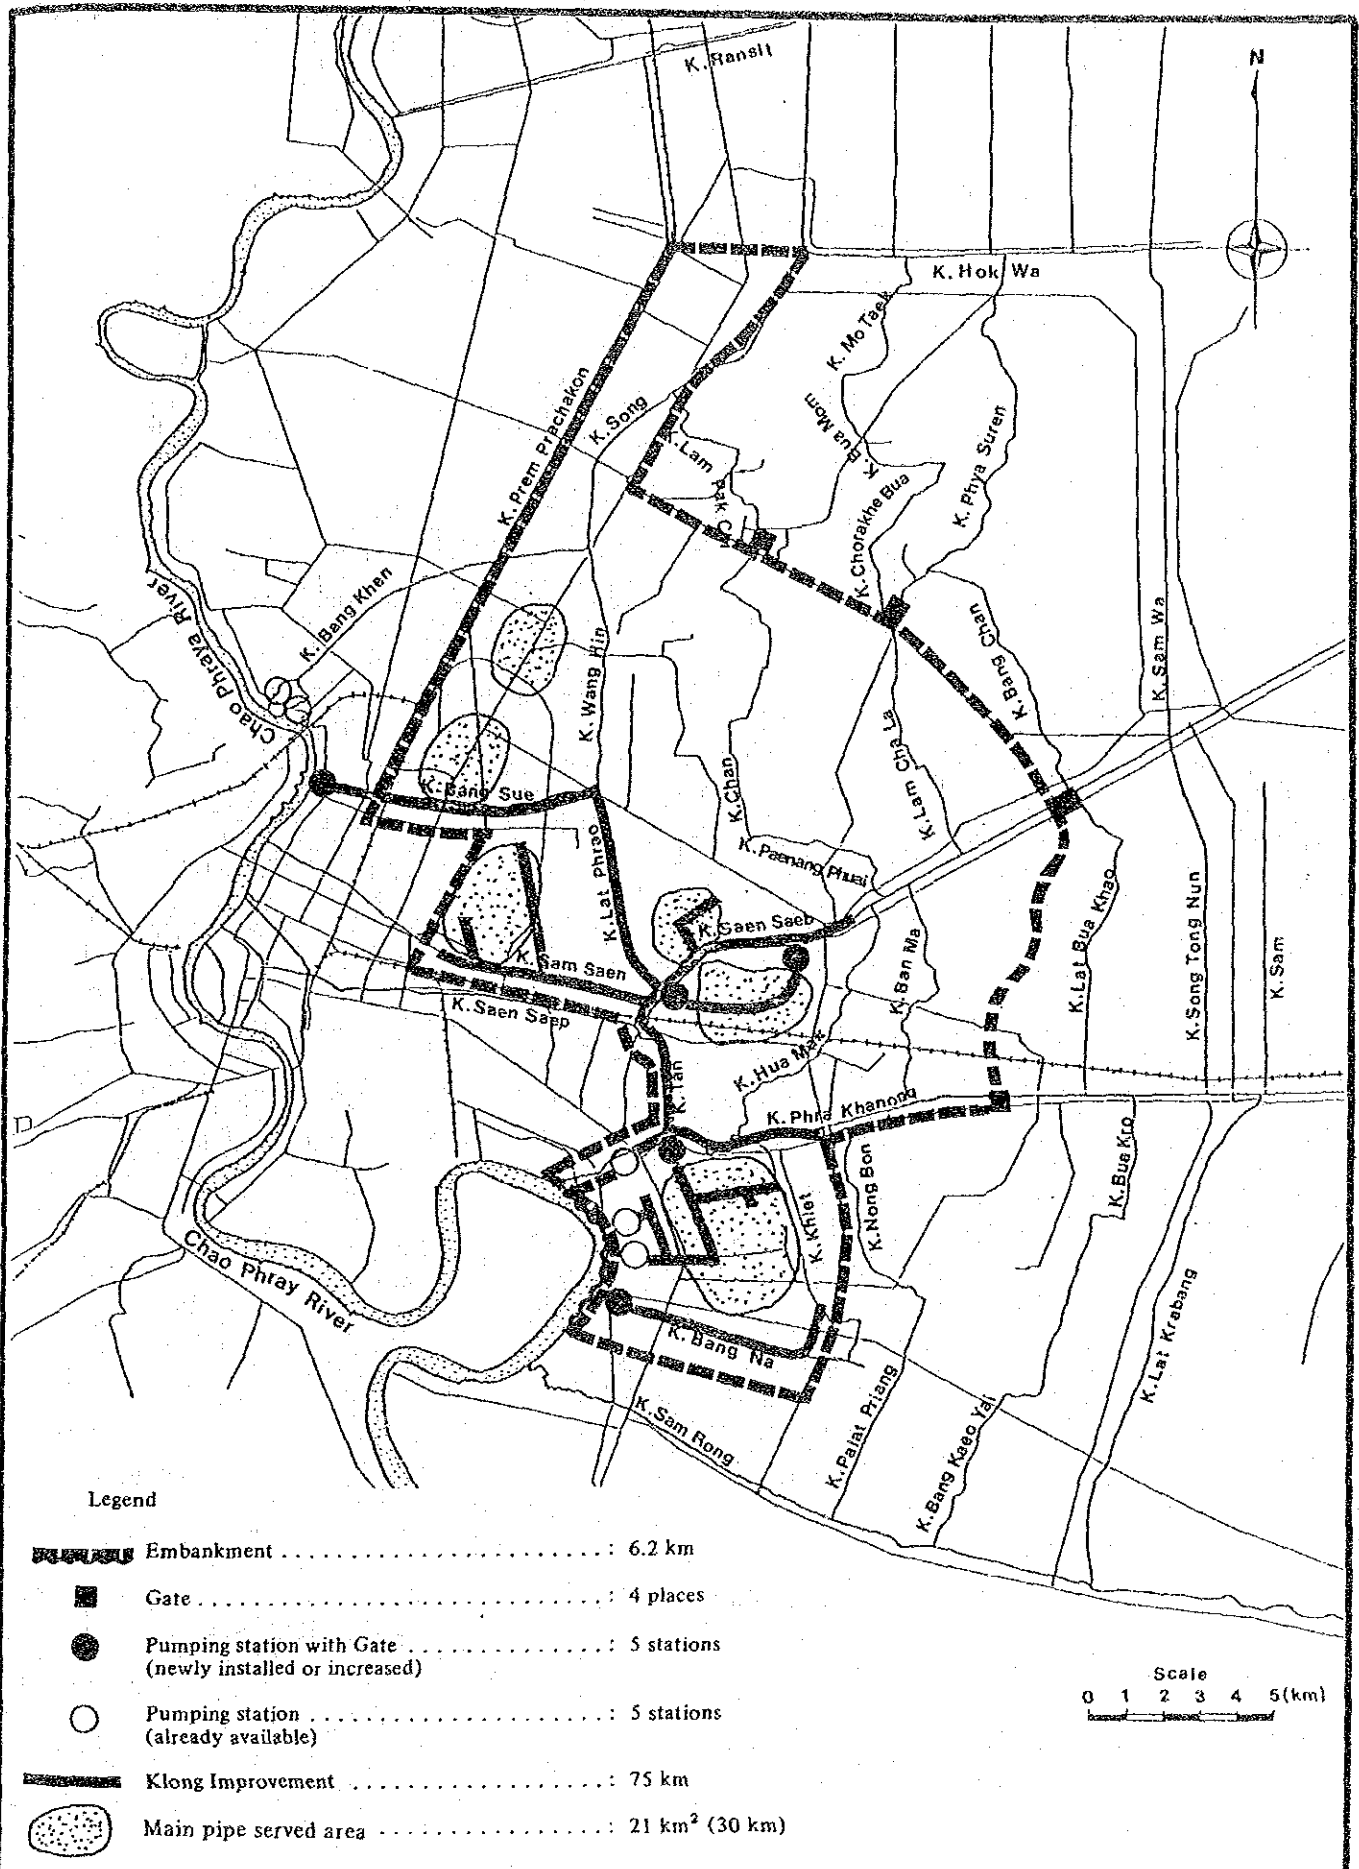 K. Ransit
N
K. Hok Wa
K. Mo Taek
K. Prem Prachakon
K. Song
K. Bua Mom
K. Lam Pak Chi
K. Phya Suren
K. Chorakhe Bua
K. Bang Khen
Chao Phraya River
K. Wang Hin
K. Bang Chan
K. Sam Wa
K. Bang Sue
K. Chan
K. Lam Cha La
K. Lat Phrao
K. Paenang Phuai
K. Saen Saeb
K. Sam Saen
K. Saen Saep
K. Ban Ma
K. Lat Bua Khao
K. Song Tong Nun
K. Sam
K. Hua Mak
K. Tan
K. Phra Khanong
K. Nong Bon
K. Khlet
K. Bua Kro
Chao Phray River
K. Bang Na
K. Lat Krabang
K. Sam Rong
K. Palat Priang
K. Bang Kaeo Yai
Legend
Embankment ........................ : 6.2 km
Gate .............................. : 4 places
Pumping station with Gate ............... : 5 stations
(newly installed or increased)
Pumping station ...................... : 5 stations
(already available)
Klong Improvement ................... : 75 km
Main pipe served area ................. : 21 km² (30 km)
Scale
0 1 2 3 4 5(km)